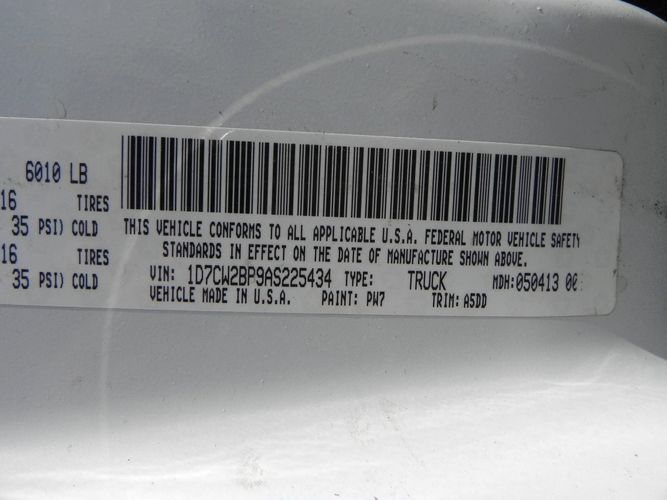 6010 LB
16 TIRES
35 PSI) COLD
16 TIRES
35 PSI) COLD
THIS VEHICLE CONFORMS TO ALL APPLICABLE U.S.A. FEDERAL MOTOR VEHICLE SAFETY
STANDARDS IN EFFECT ON THE DATE OF MANUFACTURE SHOWN ABOVE.
VIN: 1D7CW2BP9AS225434 TYPE: TRUCK MDH:050413 00
VEHICLE MADE IN U.S.A. PAINT: PW7 TRIM: A5DD